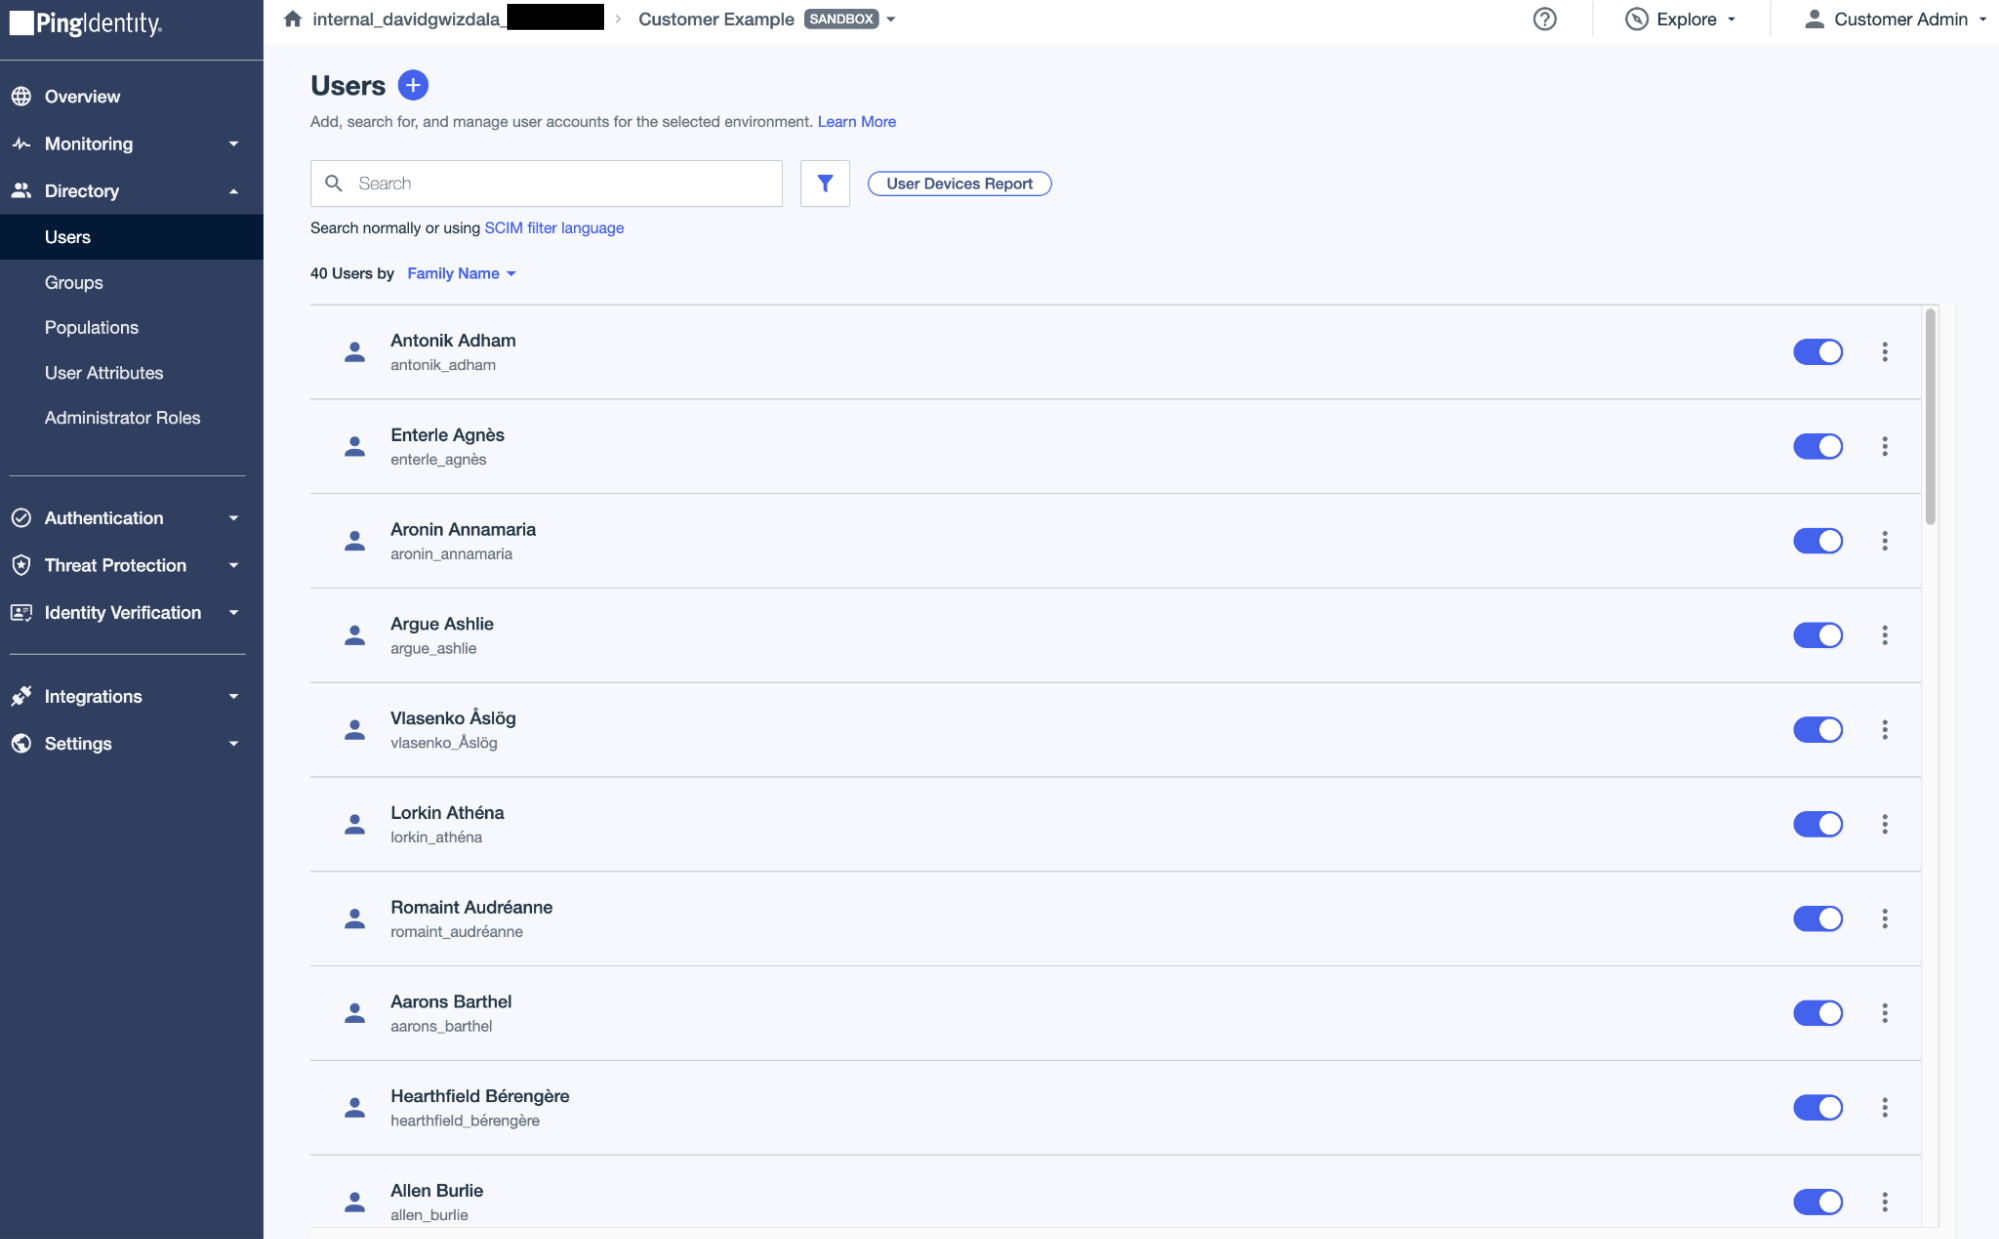 PingIdentity.
internal_davidgwizdala_
Customer Example SANDBOX
Explore
Customer Admin
Overview
Monitoring
Directory
Users
Groups
Populations
User Attributes
Administrator Roles
Authentication
Threat Protection
Identity Verification
Integrations
Settings
Users
Add, search for, and manage user accounts for the selected environment. Learn More
Search
User Devices Report
Search normally or using SCIM filter language
40 Users by Family Name
Antonik Adham
antonik_adham
Enterle Agnès
enterle_agnès
Aronin Annamaria
aronin_annamaria
Argue Ashlie
argue_ashlie
Vlasenko Åslög
vlasenko_Åslög
Lorkin Athéna
lorkin_athéna
Romaint Audréanne
romaint_audréanne
Aarons Barthel
aarons_barthel
Hearthfield Bérengère
hearthfield_bérengère
Allen Burlie
allen_burlie